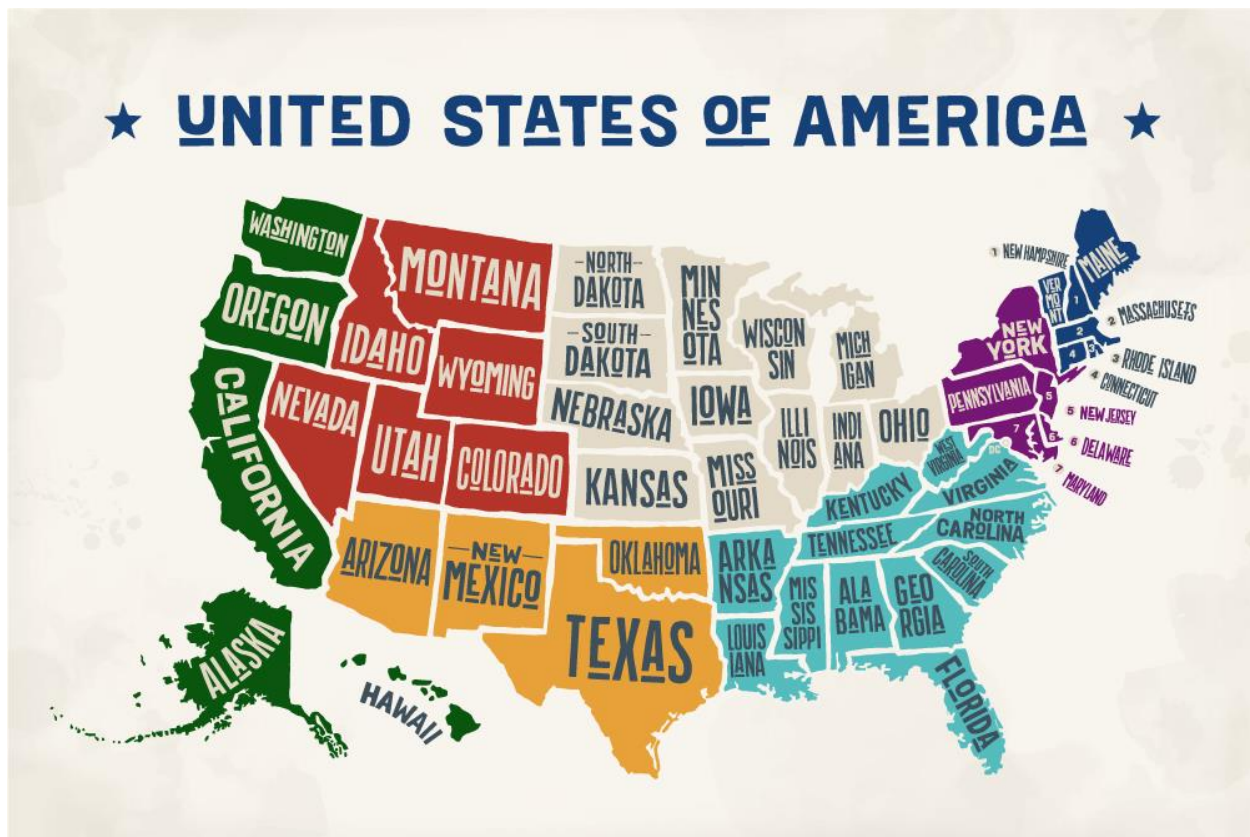 UNITED STATES OF AMERICA
WASHINGTON
OREGON
CALIFORNIA
ALASKA
HAWAII
MONTANA
IDAHO
WYOMING
NEVADA
UTAH
COLORADO
ARIZONA
NEW
MEXICO
OKLAHOMA
TEXAS
NORTH
DAKOTA
SOUTH
DAKOTA
NEBRASKA
KANSAS
MIN
NES
OTA
IOWA
MISS
OURI
WISCON
SIN
ILLI
NOIS
MICH
IGAN
INDI
ANA
OHIO
KENTUCKY
WEST
VIRGINIA
DC
VIRGINIA
TENNESSEE
NORTH
CAROLINA
SOUTH
CAROLINA
ARKA
NSAS
LOUIS
IANA
MIS
SIS
SIPPI
ALA
BAMA
GEO
RGIA
FLORIDA
NEW
YORK
PENNSYLVANIA
VER
MO
NT
MAINE
1
2
3
4
5
6
7
1 NEW HAMPSHIRE
2 MASSACHUSETS
3 RHODE ISLAND
4 CONNECTICUT
5 NEW JERSEY
6 DELAWARE
7 MARYLAND